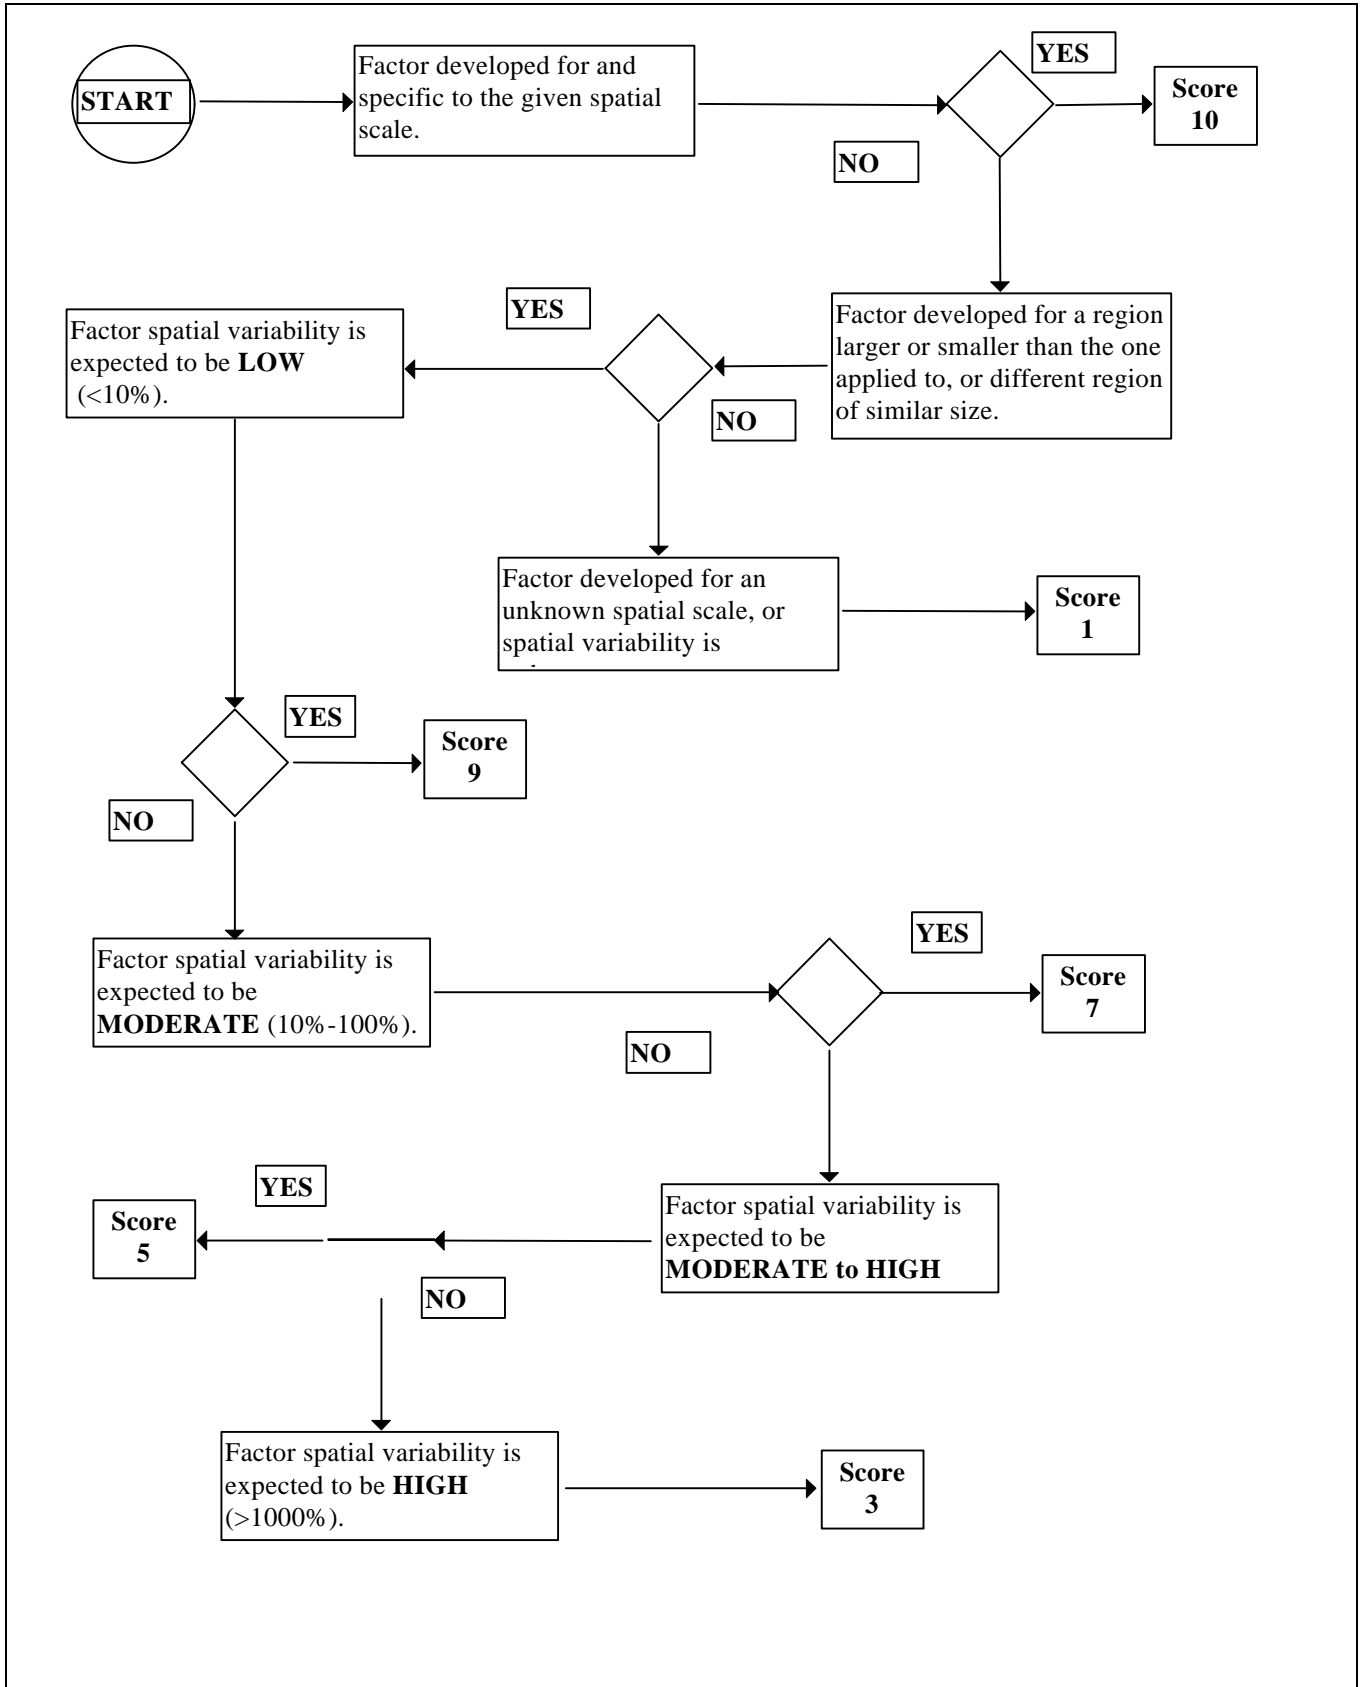 START
Factor developed for and
specific to the given spatial
scale.
YES
Score
10
NO
Factor developed for a region
larger or smaller than the one
applied to, or different region
of similar size.
YES
NO
Factor spatial variability is
expected to be LOW
(<10%).
Factor developed for an
unknown spatial scale, or
spatial variability is
Score
1
YES
Score
9
NO
Factor spatial variability is
expected to be
MODERATE (10%-100%).
YES
Score
7
NO
Factor spatial variability is
expected to be
MODERATE to HIGH
YES
Score
5
NO
Factor spatial variability is
expected to be HIGH
(>1000%).
Score
3